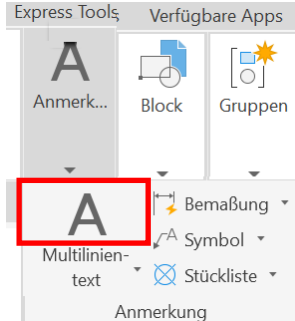 Express Tools Verfügbare Apps
Anmerk... Block Gruppen
Bemaßung
Symbol
Multilinien-
text
Stückliste
Anmerkung